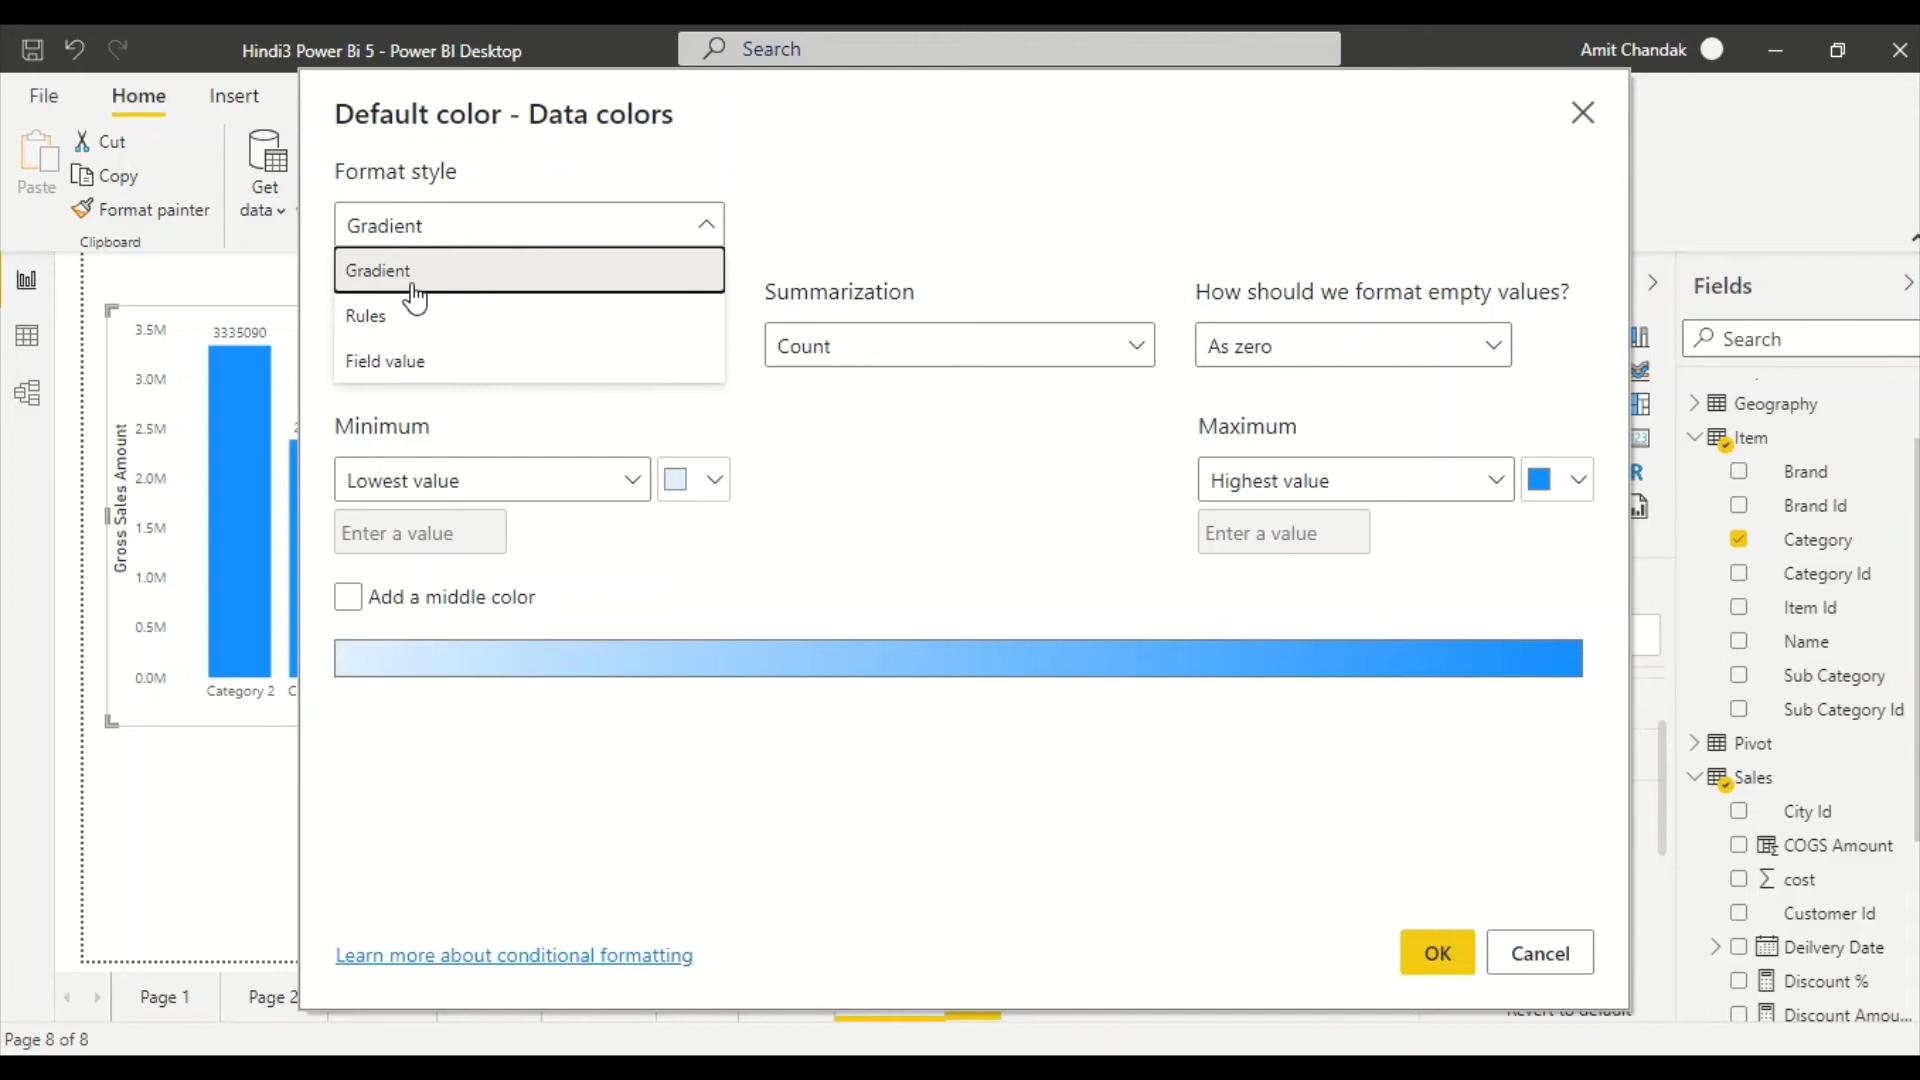 Hindi3 Power Bi 5 - Power BI Desktop
Search
Amit Chandak
File
Home
Insert
Paste
Cut
Copy
Format painter
Clipboard
Get
data
Default color - Data colors
Format style
Gradient
Gradient
Rules
Field value
Summarization
Count
How should we format empty values?
As zero
Minimum
Lowest value
Enter a value
Maximum
Highest value
Enter a value
Add a middle color
Learn more about conditional formatting
OK
Cancel
Gross Sales Amount
3.5M
3.0M
2.5M
2.0M
1.5M
1.0M
0.5M
0.0M
3335090
2
Category 2
C
Fields
Search
Geography
Item
Brand
Brand Id
Category
Category Id
Item Id
Name
Sub Category
Sub Category Id
Pivot
Sales
City Id
COGS Amount
cost
Customer Id
Deilvery Date
Discount %
Discount Amou...
Revert to default
Page 1
Page 2
Page 8 of 8